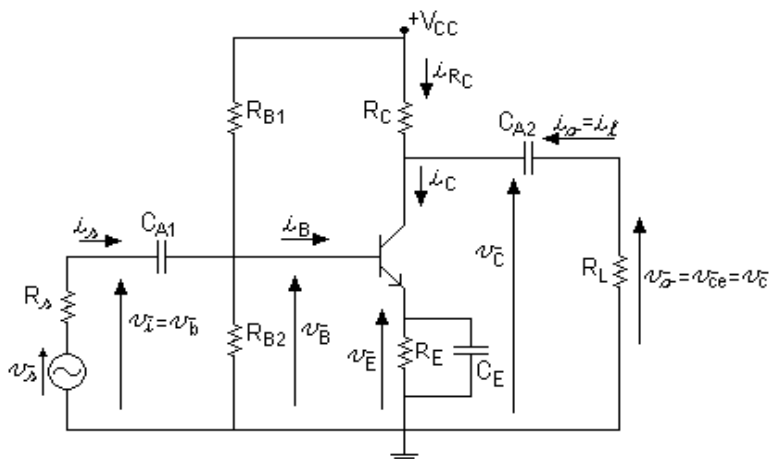 +VCC
iRC
RB1
RC
CA2
io=il
iC
is
CA1
iB
vC
RL
vo=vce=vc
Rs
vi=vb
vB
RB2
vE
RE
CE
vs